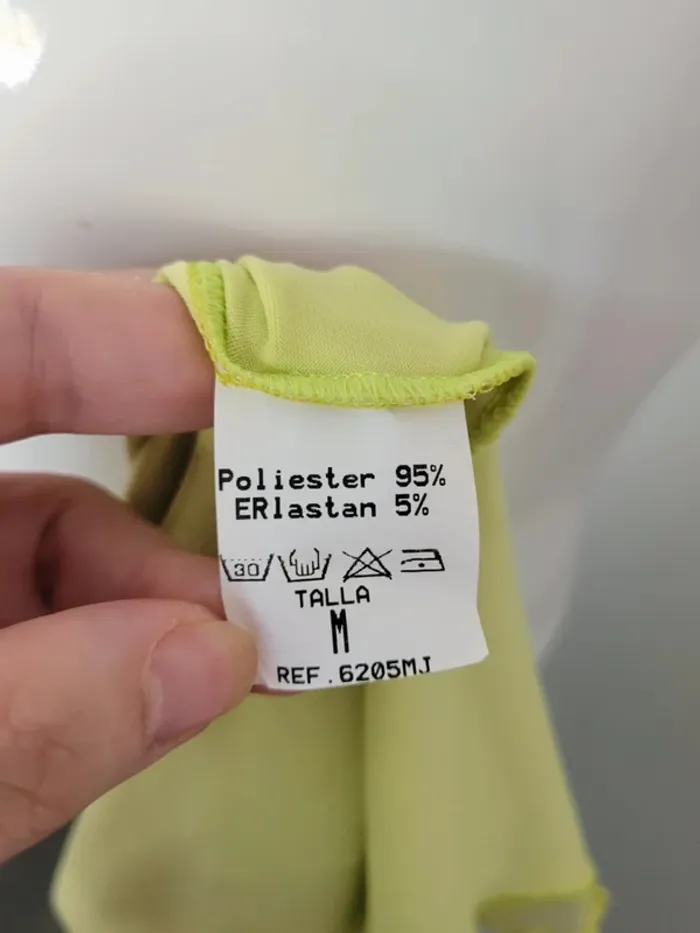 Poliester 95%
ERlastan 5%
30
TALLA
M
REF.6205MJ